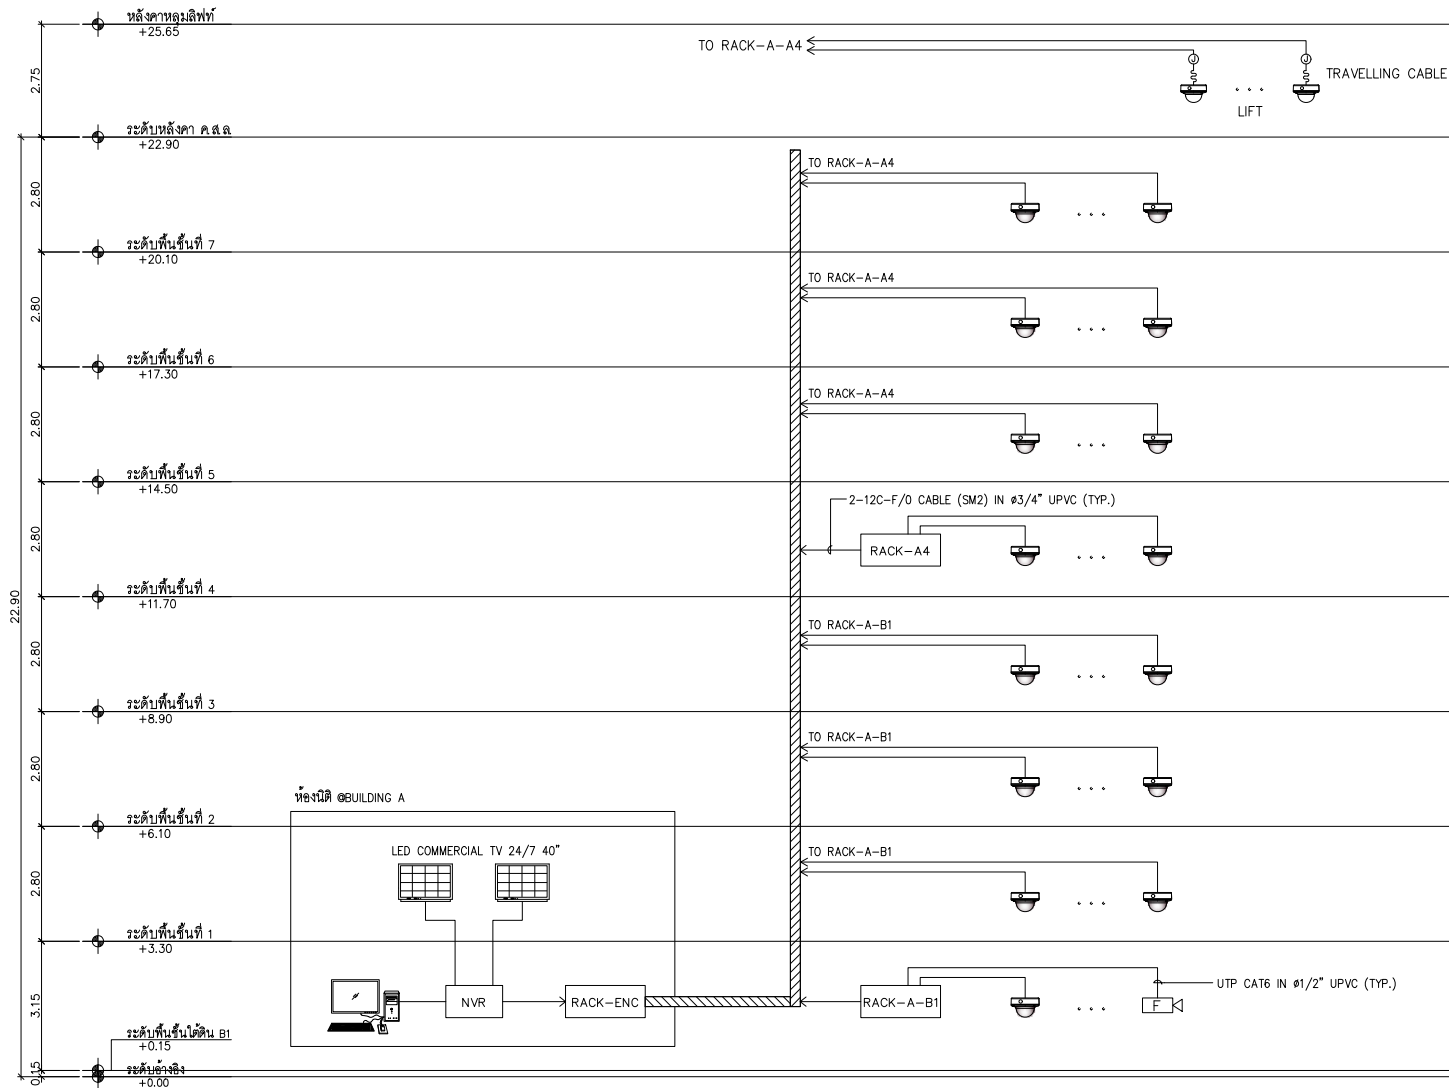 หลังคาหลุมลิฟท์
+25.65
TO RACK-A-A4
J
J
TRAVELLING CABLE
LIFT
2.75
ระดับหลังคา ค.ส.ล.
+22.90
TO RACK-A-A4
2.80
ระดับพื้นชั้นที่ 7
+20.10
TO RACK-A-A4
2.80
ระดับพื้นชั้นที่ 6
+17.30
TO RACK-A-A4
2.80
ระดับพื้นชั้นที่ 5
+14.50
2-12C-F/O CABLE (SM2) IN ø3/4" UPVC (TYP.)
RACK-A4
2.80
ระดับพื้นชั้นที่ 4
+11.70
22.90
TO RACK-A-B1
2.80
ระดับพื้นชั้นที่ 3
+8.90
TO RACK-A-B1
2.80
ห้องนิติ @BUILDING A
ระดับพื้นชั้นที่ 2
+6.10
LED COMMERCIAL TV 24/7 40"
TO RACK-A-B1
2.80
ระดับพื้นชั้นที่ 1
+3.30
NVR
RACK-ENC
RACK-A-B1
UTP CAT6 IN ø1/2" UPVC (TYP.)
F
3.15
ระดับพื้นชั้นใต้ดิน B1
+0.15
0.15
ระดับอ้างอิง
+0.00